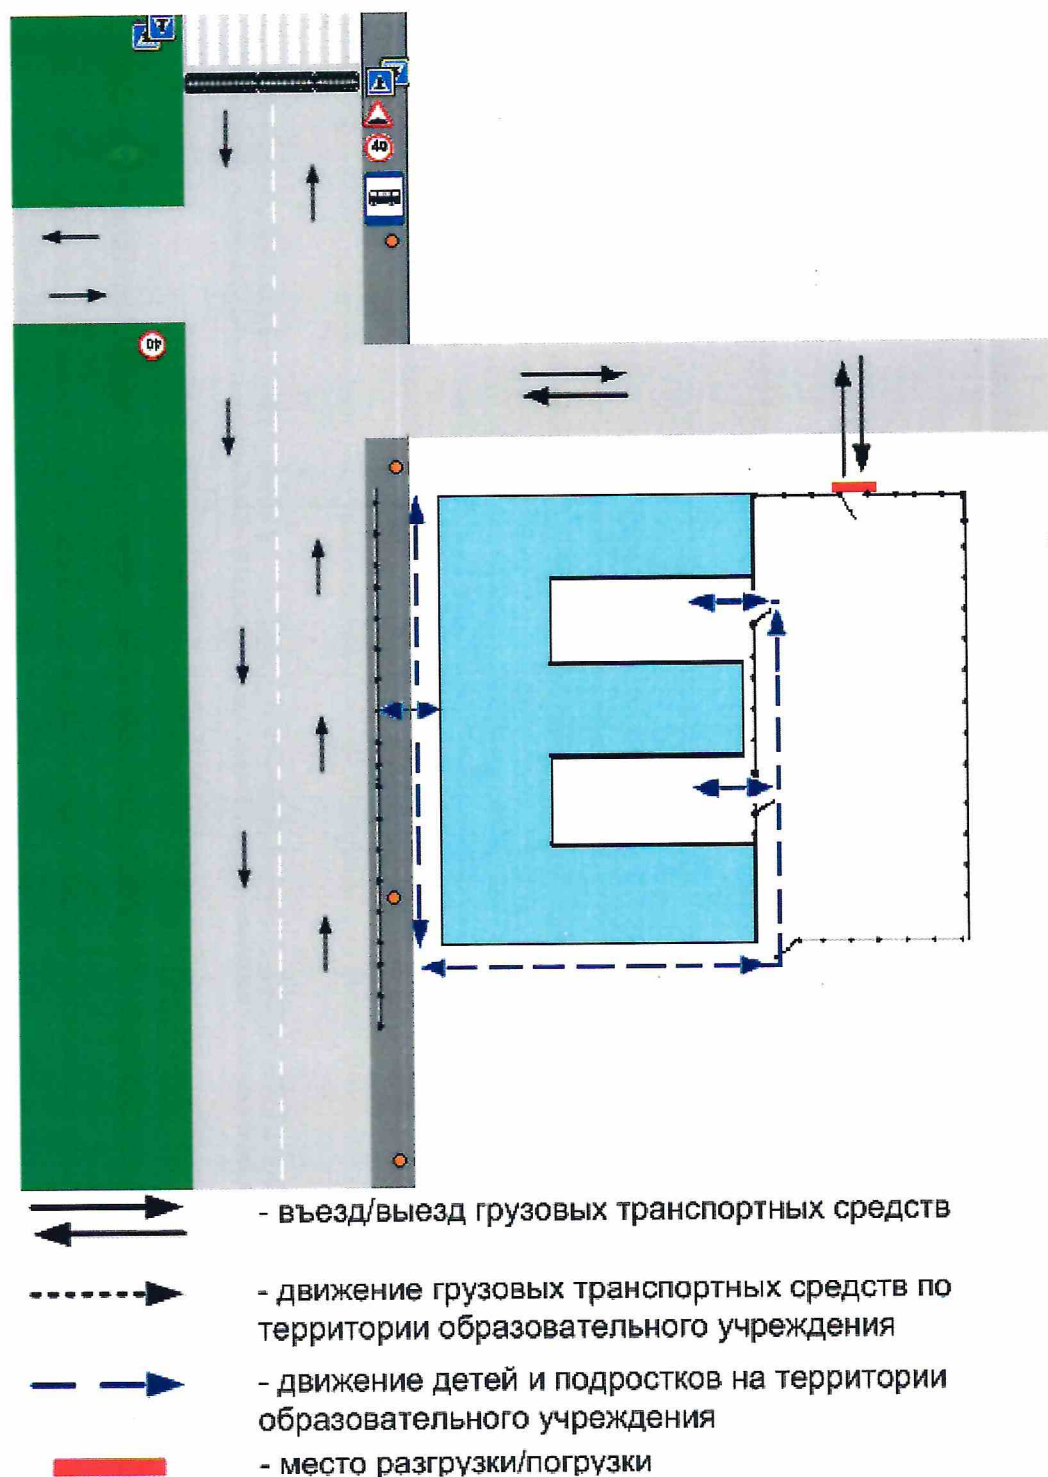 40
40
- въезд/выезд грузовых транспортных средств
- движение грузовых транспортных средств по
территории образовательного учреждения
- движение детей и подростков на территории
образовательного учреждения
- место разгрузки/погрузки